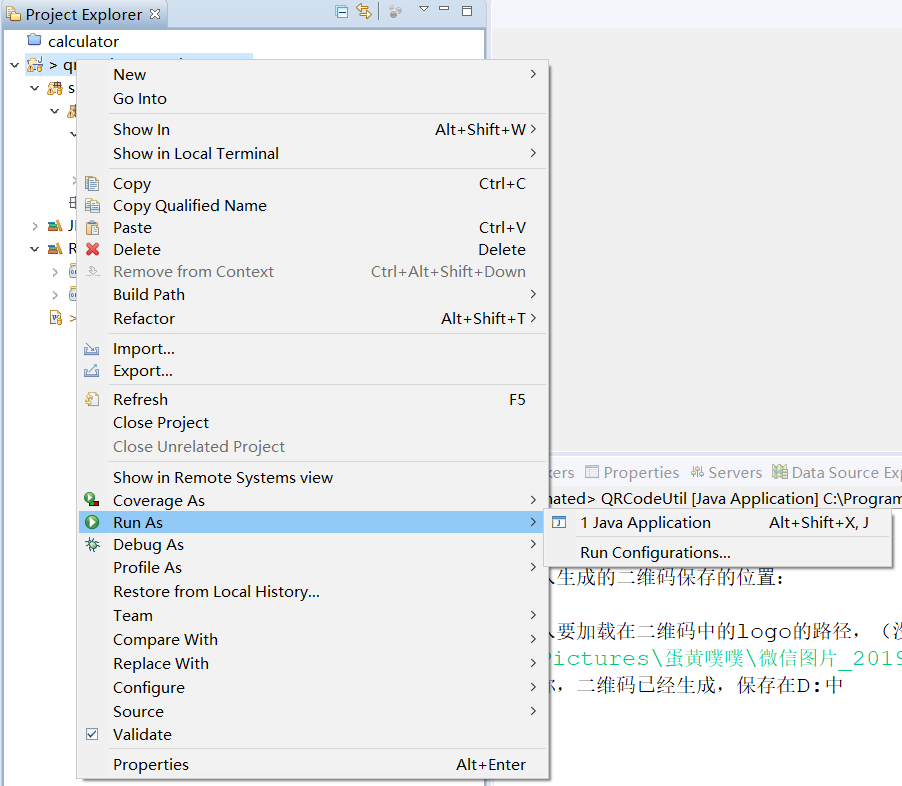 Project Explorer
calculator
> qr
New
Go Into
Show In Alt+Shift+W
Show in Local Terminal
Copy Ctrl+C
Copy Qualified Name
Paste Ctrl+V
Delete Delete
Remove from Context Ctrl+Alt+Shift+Down
Build Path
Refactor Alt+Shift+T
Import...
Export...
Refresh F5
Close Project
Close Unrelated Project
Show in Remote Systems view
Coverage As
Run As
Debug As
Profile As
Restore from Local History...
Team
Compare With
Replace With
Configure
Source
Validate
Properties Alt+Enter
1 Java Application Alt+Shift+X, J
Run Configurations...
kers Properties Servers Data Source Exp
nated> QRCodeUtil [Java Application] C:\Program
生成的二维码保存的位置:
要加载在二维码中的logo的路径,(没
Pictures\蛋黄噗噗\微信图片_2019
,二维码已经生成,保存在D:中